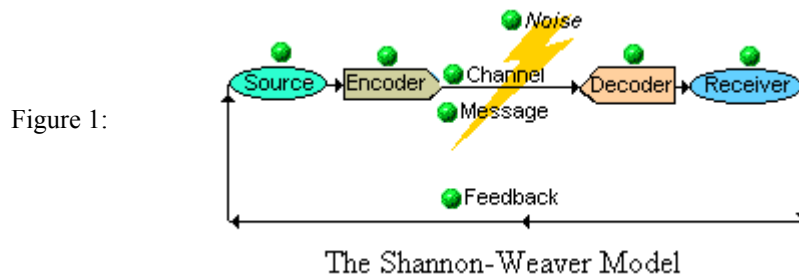 Noise
Source
Encoder
Channel
Decoder
Receiver
Message
Figure 1:
Feedback
The Shannon-Weaver Model